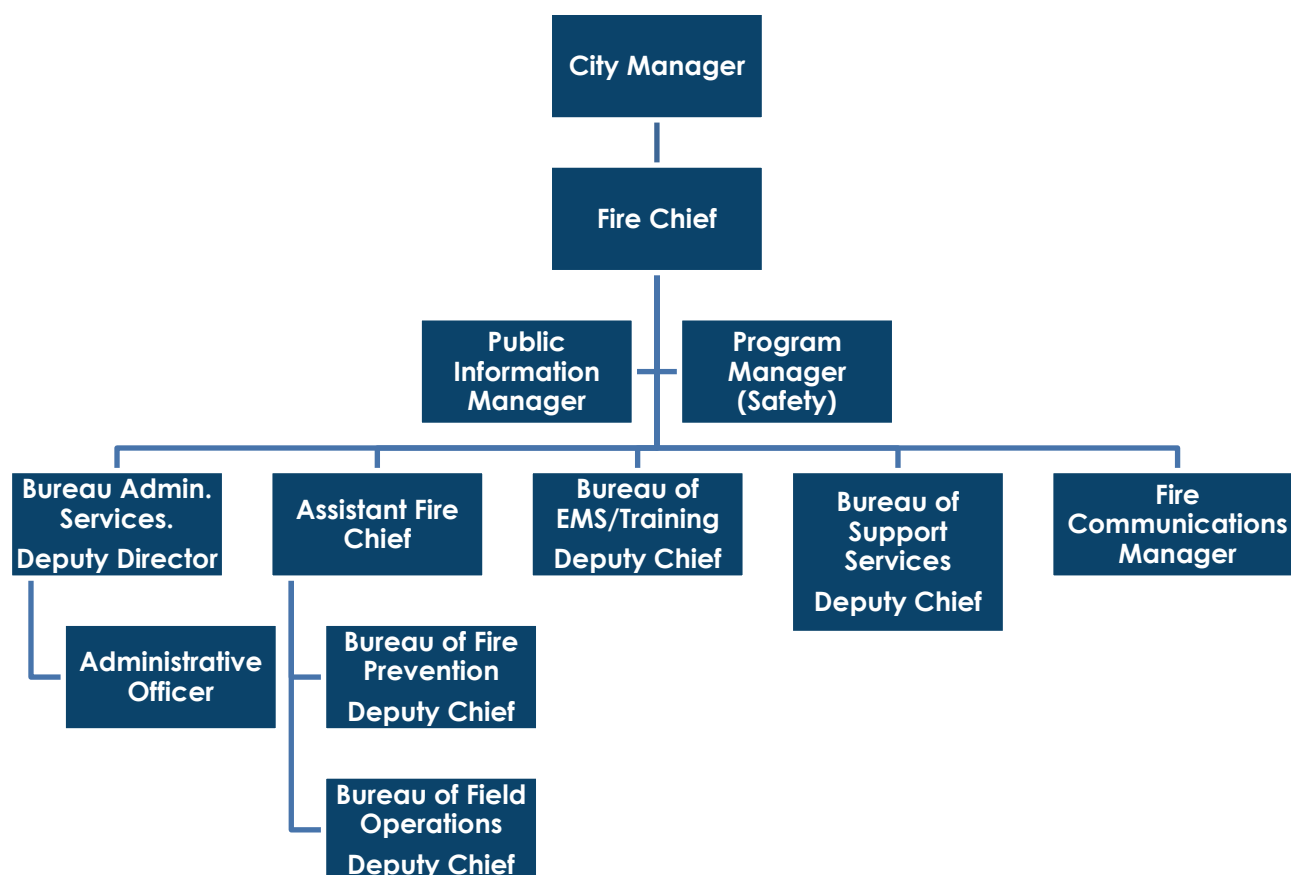 City Manager
Fire Chief
Public
Information
Manager
Program
Manager
(Safety)
Bureau Admin.
Services.
Deputy Director
Assistant Fire
Chief
Bureau of
EMS/Training
Deputy Chief
Bureau of
Support
Services
Deputy Chief
Fire
Communications
Manager
Administrative
Officer
Bureau of Fire
Prevention
Deputy Chief
Bureau of Field
Operations
Deputy Chief